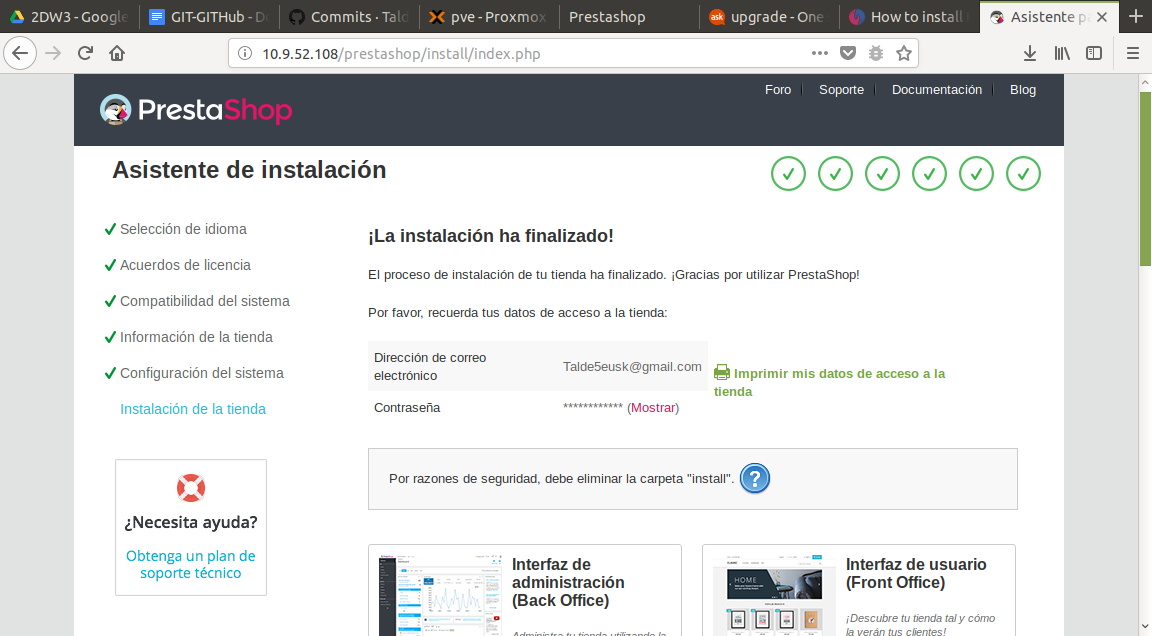 2DW3 - Google
GIT-GITHub - D
Commits · Tald
pve - Proxmox
Prestashop
upgrade - One
How to install
Asistente p
10.9.52.108/prestashop/install/index.php
PrestaShop
Foro
Soporte
Documentación
Blog
Asistente de instalación
Selección de idioma
Acuerdos de licencia
Compatibilidad del sistema
Información de la tienda
Configuración del sistema
Instalación de la tienda
¿Necesita ayuda?
Obtenga un plan de
soporte técnico
¡La instalación ha finalizado!
El proceso de instalación de tu tienda ha finalizado. ¡Gracias por utilizar PrestaShop!
Por favor, recuerda tus datos de acceso a la tienda:
Dirección de correo
electrónico
Talde5eusk@gmail.com
Contraseña
************ (Mostrar)
Imprimir mis datos de acceso a la
tienda
Por razones de seguridad, debe eliminar la carpeta "install".
?
Interfaz de
administración
(Back Office)
Administra tu tienda utilizando la
HOME
Interfaz de usuario
(Front Office)
¡Descubre tu tienda tal y cómo
la verán tus clientes!